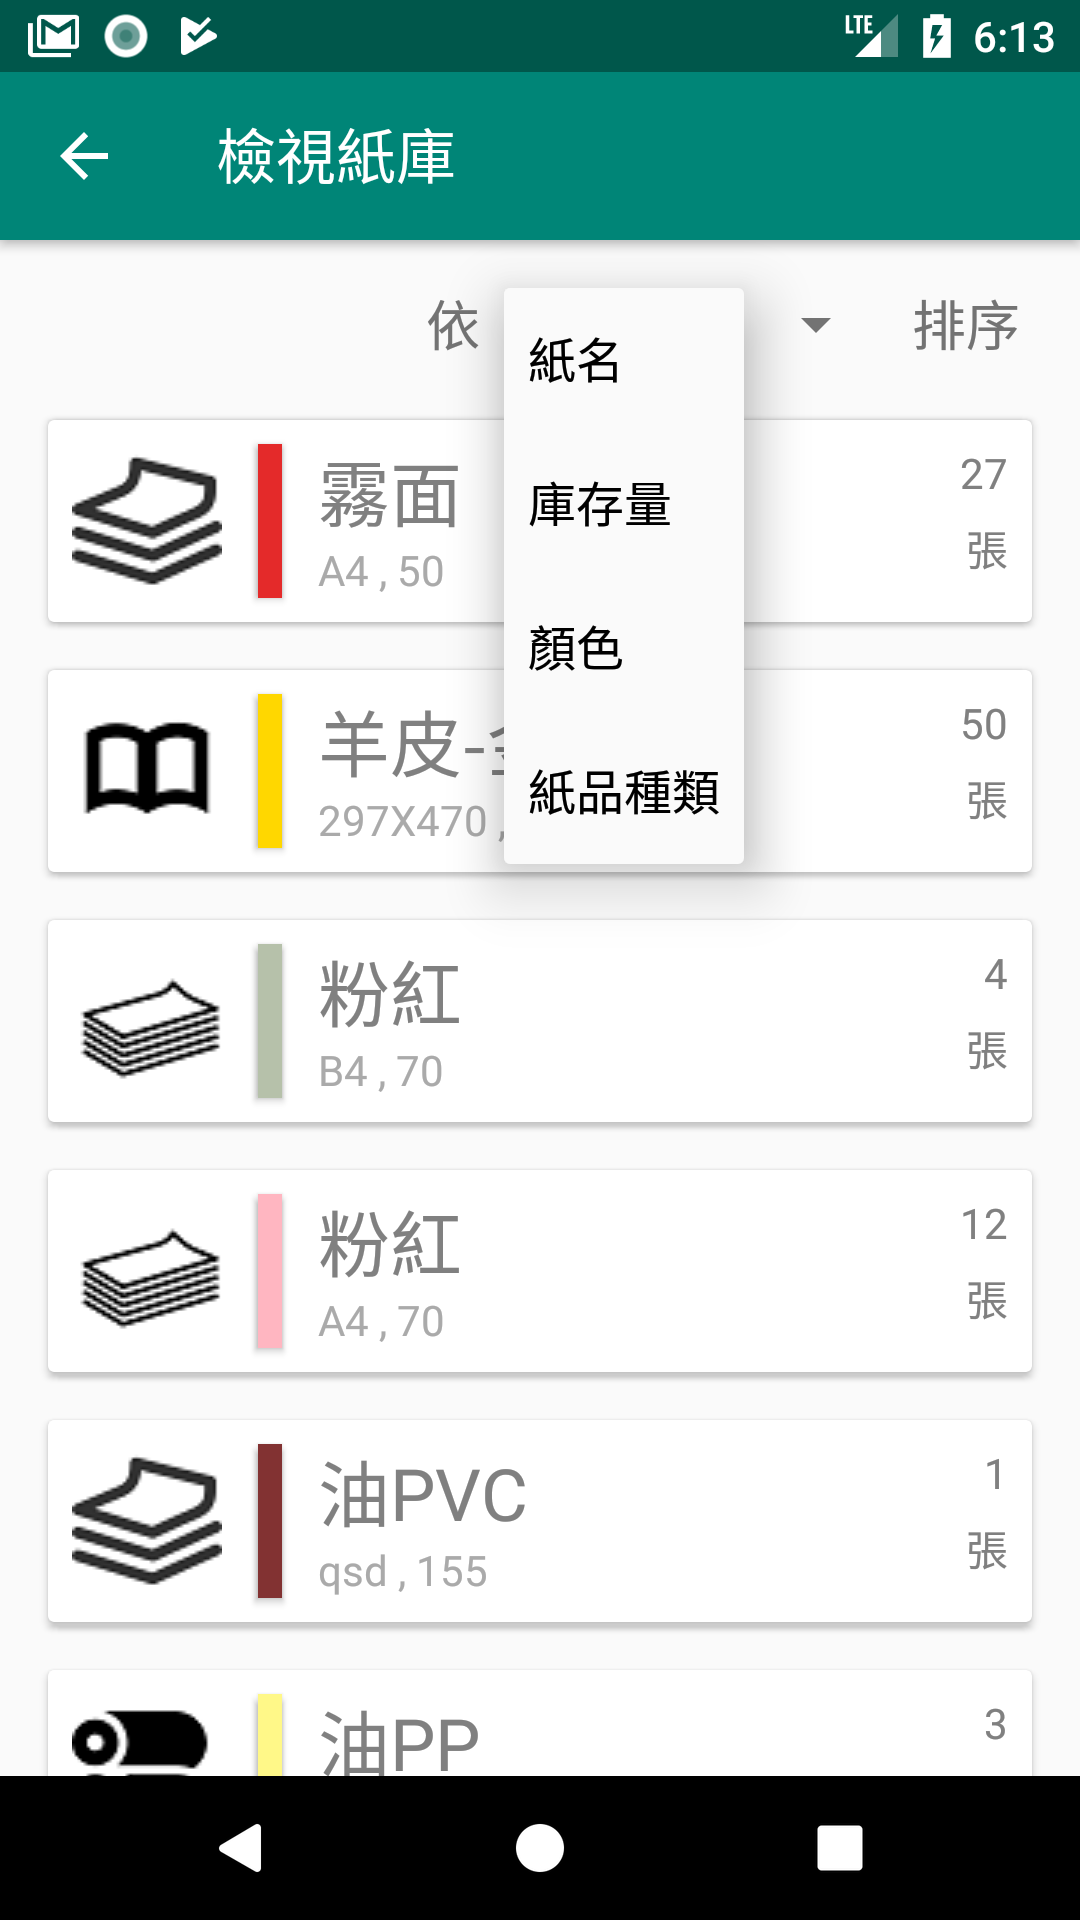 LTE 6:13
檢視紙庫
依 排序
紙名
庫存量
顏色
紙品種類
霧面
A4 , 50
27
張
羊皮-
297X470 ,
50
張
粉紅
B4 , 70
4
張
粉紅
A4 , 70
12
張
油PVC
qsd , 155
1
張
油PP
3